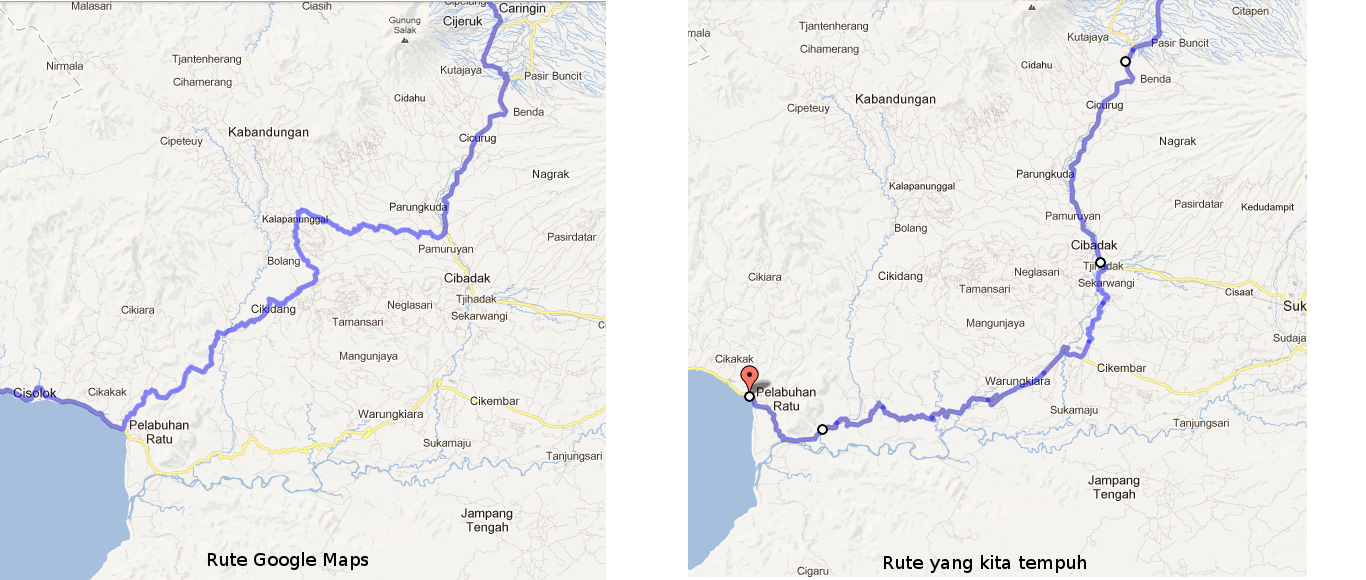 Malasari
Ciasih
Cipelang
Caringin
Gunung
Salak
Cijeruk
Nirmala
Tjantenherang
Cihamerang
Kutajaya
Pasir Buncit
Cidahu
Benda
Kabandungan
Cipeteuy
Cicurug
Nagrak
Kalapanunggal
Parungkuda
Pasirdatar
Pamuruyan
Bolang
Cibadak
Cikiara
Cikidang
Neglasari
Tjihadak
Sekarwangi
Tamansari
C
Mangunjaya
Cisolok
Cikakak
Pelabuhan
Ratu
Warungkiara
Cikembar
Sukamaju
Tanjungsari
Jampang
Tengah
Rute Google Maps
Citapen
rmala
Tjantenherang
Cihamerang
Kutajaya
Pasir Buncit
Cidahu
Benda
Kabandungan
Cipeteuy
Cicurug
Nagrak
Parungkuda
Kalapanunggal
Pasirdatar
Kedudampit
Pamuruyan
Bolang
Cibadak
Tjihadak
Cikiara
Cikidang
Neglasari
Sekarwangi
Tamansari
Cisaat
Suk
Mangunjaya
Sudaja
Cikakak
Cikembar
Pelabuhan
Ratu
Warungkiara
Sukamaju
Tanjungsari
Jampang
Tengah
Cigaru
Rute yang kita tempuh